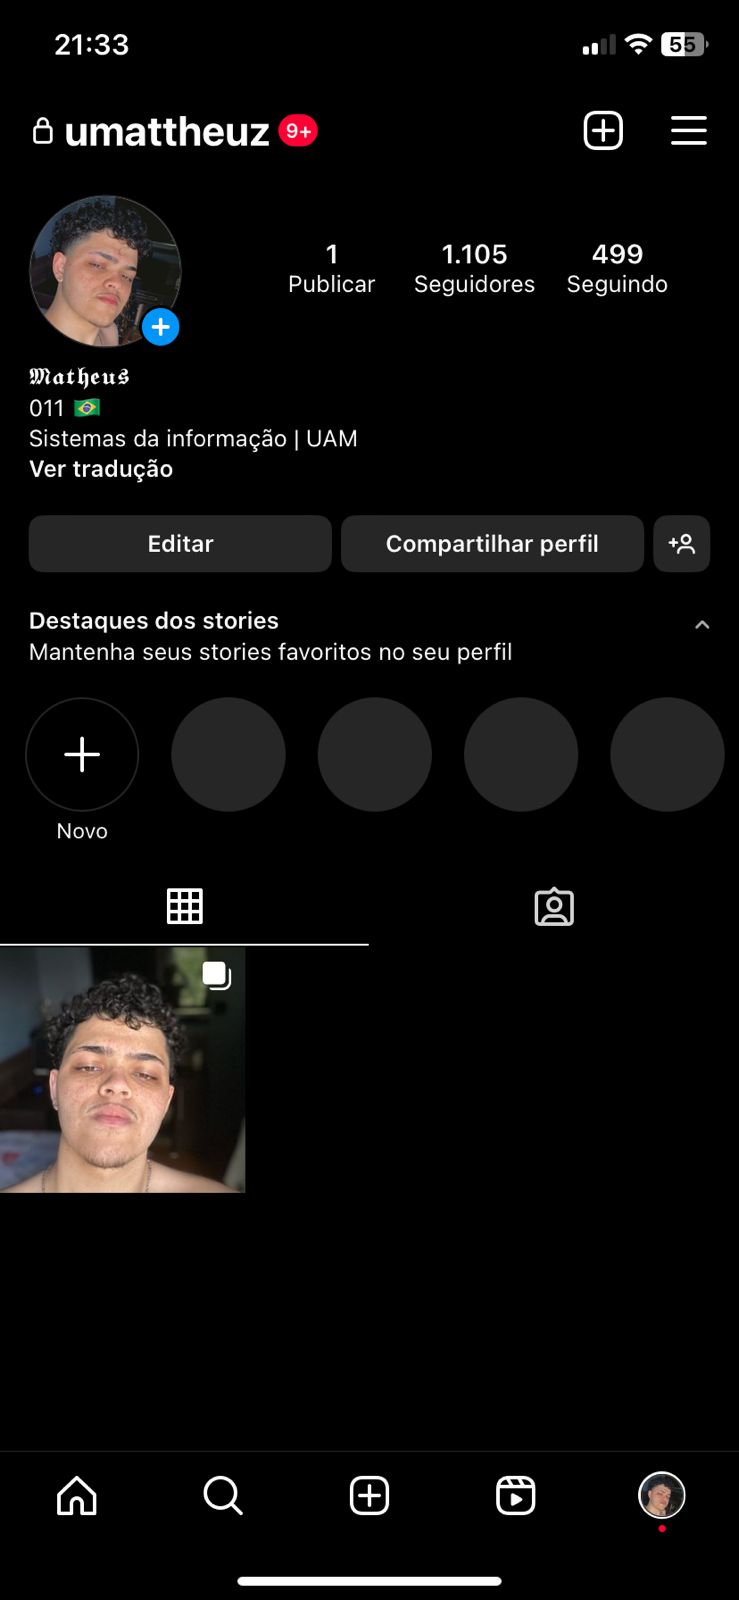 21:33
55
umattheuz 9+
1 1.105 499
Publicar Seguidores Seguindo
𝕸𝖆𝖙𝖍𝖊𝖚𝖘
011 🇧🇷
Sistemas da informação | UAM
Ver tradução
Editar Compartilhar perfil
Destaques dos stories
Mantenha seus stories favoritos no seu perfil
Novo